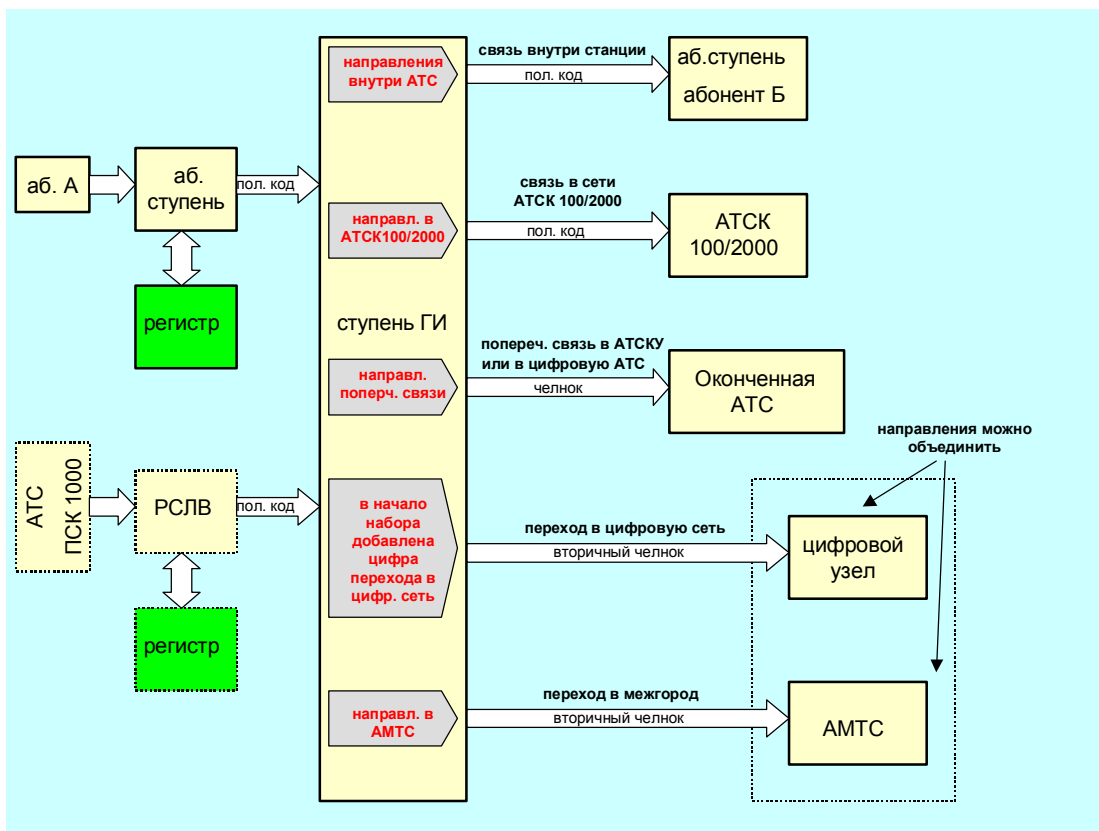 направления
внутри АТС
связь внутри станции
пол. код
аб.ступень
абонент Б
аб. А
аб.
ступень
пол. код
регистр
направл. в
АТСК100/2000
связь в сети
АТСК 100/2000
пол. код
АТСК
100/2000
ступень ГИ
направл.
поперч. связи
попереч. связь в АТСКУ
или в цифровую АТС
челнок
Оконченная
АТС
направления можно
объединить
АТС
ПСК 1000
РСЛВ
пол. код
регистр
в начало
набора
добавлена
цифра
перехода в
цифр. сеть
переход в цифровую сеть
вторичный челнок
цифровой
узел
направл. в
АМТС
переход в межгород
вторичный челнок
АМТС